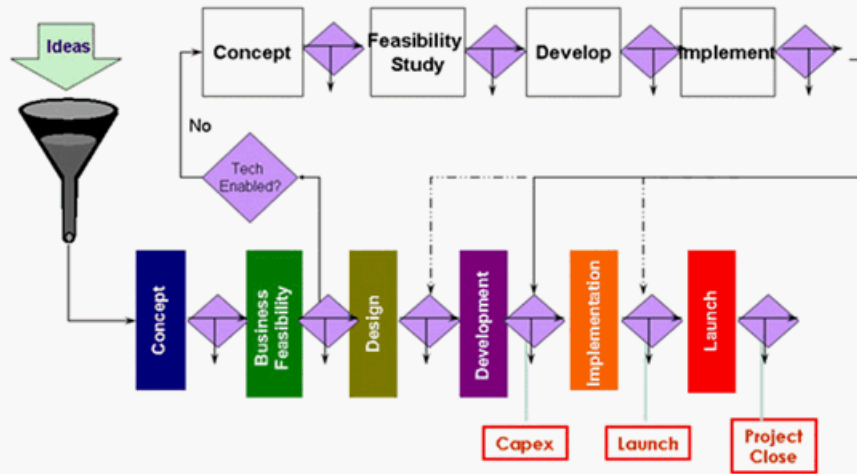 Ideas
Concept
Feasibility
Study
Develop
Implement
No
Tech
Enabled?
Concept
Business
Feasibility
Design
Development
Implementation
Launch
Capex
Launch
Project
Close